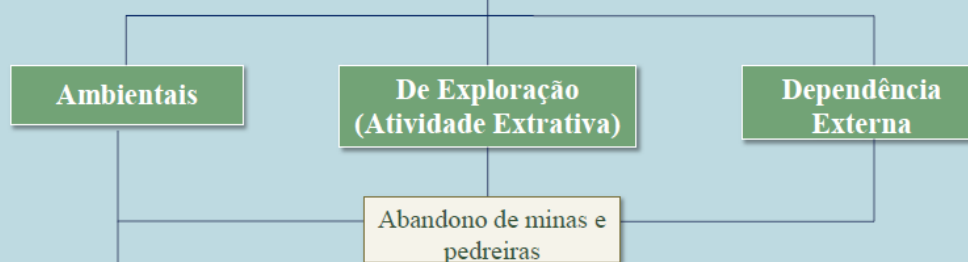 Ambientais
De Exploração
(Atividade Extrativa)
Dependência
Externa
Abandono de minas e
pedreiras